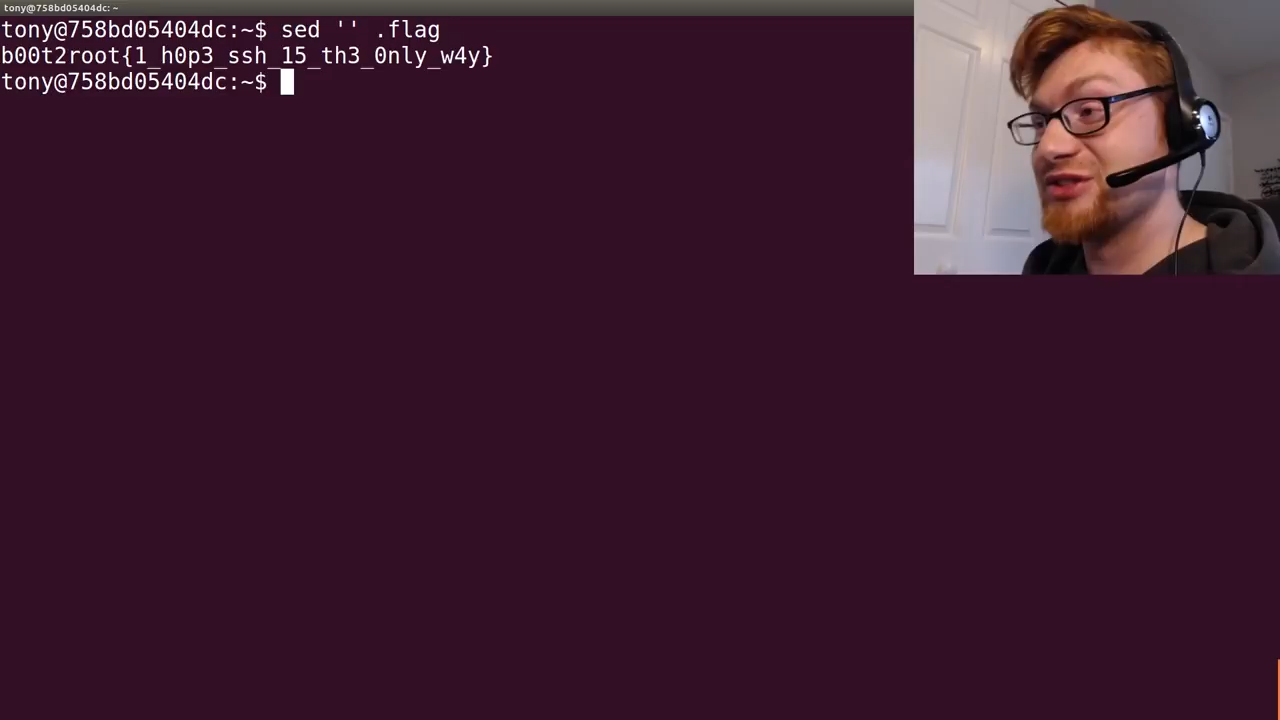 tony@758bd05404dc: ~
tony@758bd05404dc:~$ sed '' .flag
b00t2root{1_h0p3_ssh_15_th3_0nly_w4y}
tony@758bd05404dc:~$